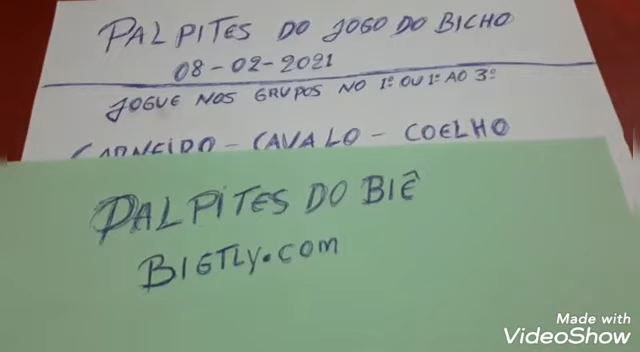 PALPITES DO JOGO DO BICHO
08-02-2021
JOGUE NOS GRUPOS NO 1º OU 1º AO 3º
CARNEIRO - CAVALO - COELHO
PALPITES DO BIÊ
BIGTLY.COM
Made with
VideoShow